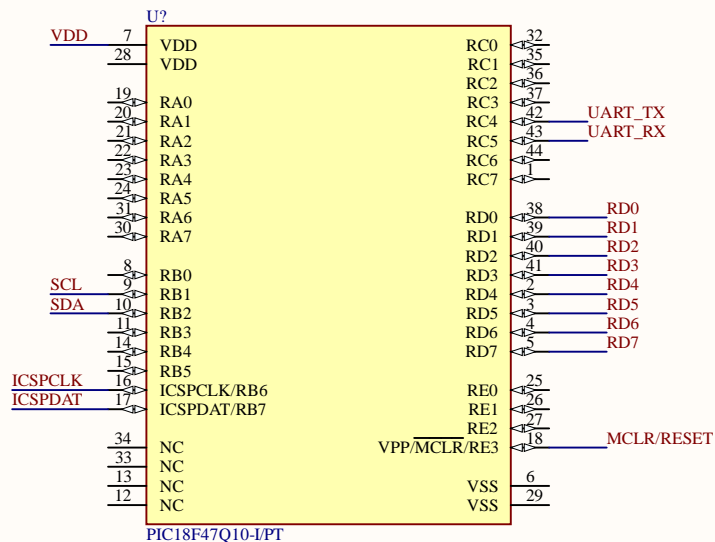 U?
VDD 7 VDD RC0 32
28 VDD RC1 35
RC2 36
19 RA0 RC3 37
20 RA1 RC4 42 UART_TX
21 RA2 RC5 43 UART_RX
22 RA3 RC6 44
23 RA4 RC7 1
24 RA5
31 RA6 RD0 38 RD0
30 RA7 RD1 39 RD1
RD2 40 RD2
8 RB0 RD3 41 RD3
SCL 9 RB1 RD4 2 RD4
SDA 10 RB2 RD5 3 RD5
11 RB3 RD6 4 RD6
14 RB4 RD7 5 RD7
15 RB5
ICSPCLK 16 ICSPCLK/RB6 RE0 25
ICSPDAT 17 ICSPDAT/RB7 RE1 26
RE2 27
34 NC VPP/MCLR/RE3 18 MCLR/RESET
33 NC
13 NC VSS 6
12 NC VSS 29
PIC18F47Q10-I/PT